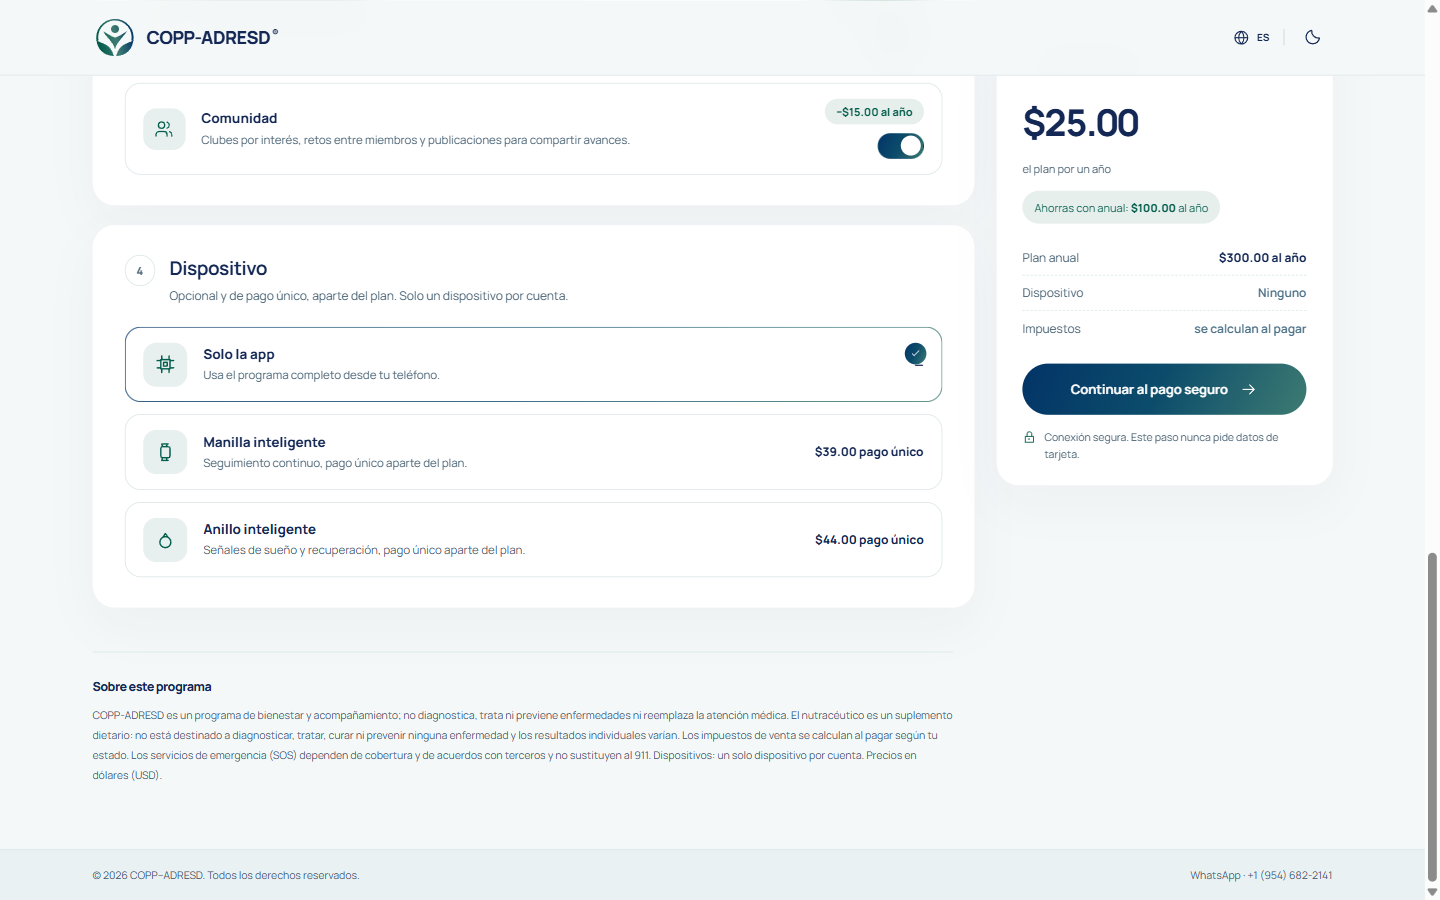 COPP-ADRESD®
ES
Comunidad
Clubes por interés, retos entre miembros y publicaciones para compartir avances.
−$15.00 al año
4
Dispositivo
Opcional y de pago único, aparte del plan. Solo un dispositivo por cuenta.
Solo la app
Usa el programa completo desde tu teléfono.
Manilla inteligente
Seguimiento continuo, pago único aparte del plan.
$39.00 pago único
Anillo inteligente
Señales de sueño y recuperación, pago único aparte del plan.
$44.00 pago único
$25.00
el plan por un año
Ahorras con anual: $100.00 al año
Plan anual $300.00 al año
Dispositivo Ninguno
Impuestos se calculan al pagar
Continuar al pago seguro →
Conexión segura. Este paso nunca pide datos de
tarjeta.
Sobre este programa
COPP-ADRESD es un programa de bienestar y acompañamiento; no diagnostica, trata ni previene enfermedades ni reemplaza la atención médica. El nutracéutico es un suplemento
dietario: no está destinado a diagnosticar, tratar, curar ni prevenir ninguna enfermedad y los resultados individuales varían. Los impuestos de venta se calculan al pagar según tu
estado. Los servicios de emergencia (SOS) dependen de cobertura y de acuerdos con terceros y no sustituyen al 911. Dispositivos: un solo dispositivo por cuenta. Precios en
dólares (USD).
© 2026 COPP-ADRESD. Todos los derechos reservados.
WhatsApp · +1 (954) 682-2141